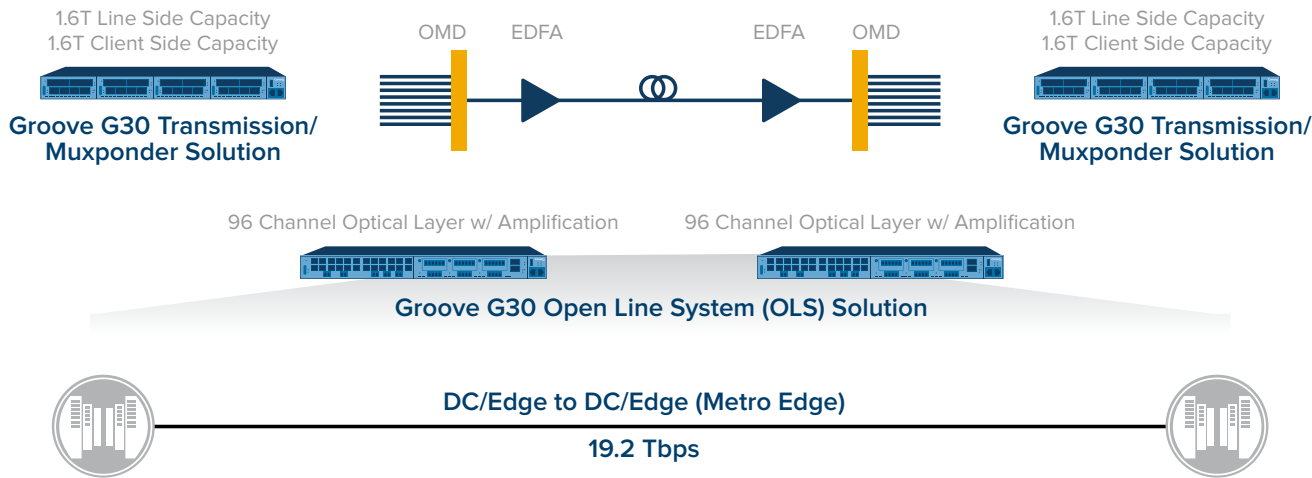 1.6T Line Side Capacity
1.6T Client Side Capacity
Groove G30 Transmission/
Muxponder Solution
OMD
EDFA
EDFA
OMD
1.6T Line Side Capacity
1.6T Client Side Capacity
Groove G30 Transmission/
Muxponder Solution
96 Channel Optical Layer w/ Amplification
96 Channel Optical Layer w/ Amplification
Groove G30 Open Line System (OLS) Solution
DC/Edge to DC/Edge (Metro Edge)
19.2 Tbps